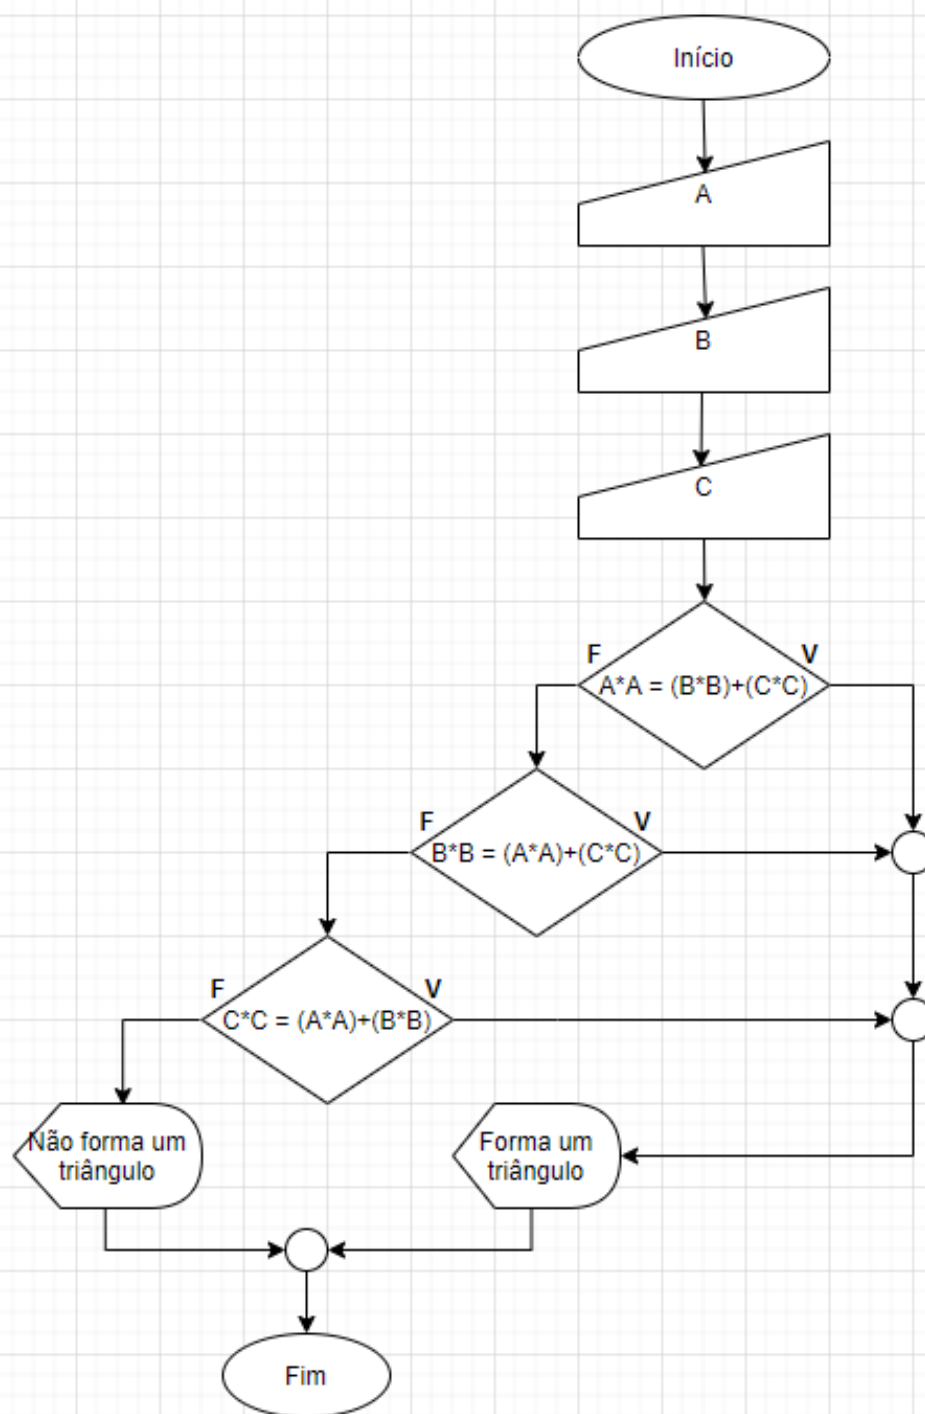 Início
A
B
C
F
V
A*A = (B*B)+(C*C)
F
V
B*B = (A*A)+(C*C)
F
V
C*C = (A*A)+(B*B)
Não forma um
triângulo
Forma um
triângulo
Fim